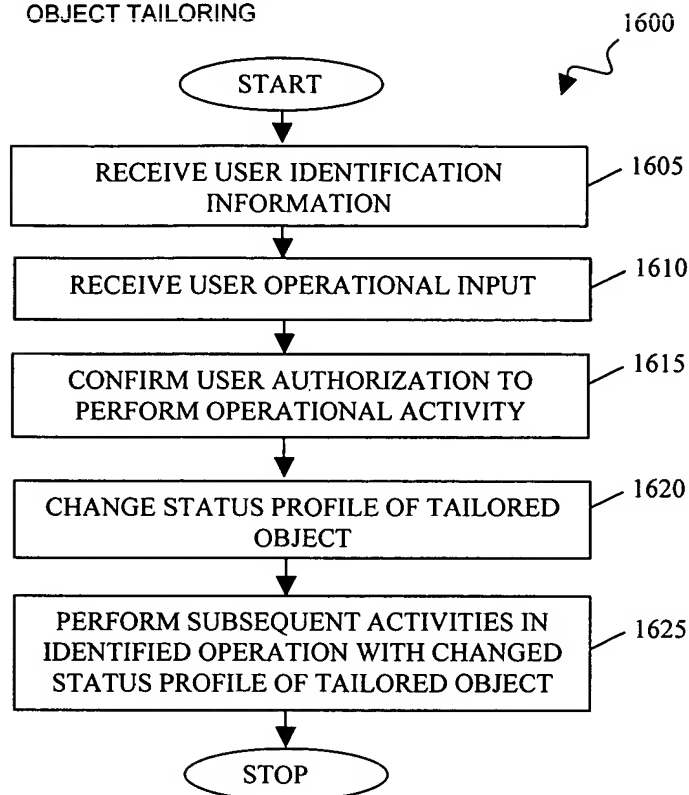 OBJECT TAILORING
1600
START
RECEIVE USER IDENTIFICATION
INFORMATION
1605
RECEIVE USER OPERATIONAL INPUT
1610
CONFIRM USER AUTHORIZATION TO
PERFORM OPERATIONAL ACTIVITY
1615
CHANGE STATUS PROFILE OF TAILORED
OBJECT
1620
PERFORM SUBSEQUENT ACTIVITIES IN
IDENTIFIED OPERATION WITH CHANGED
STATUS PROFILE OF TAILORED OBJECT
1625
STOP